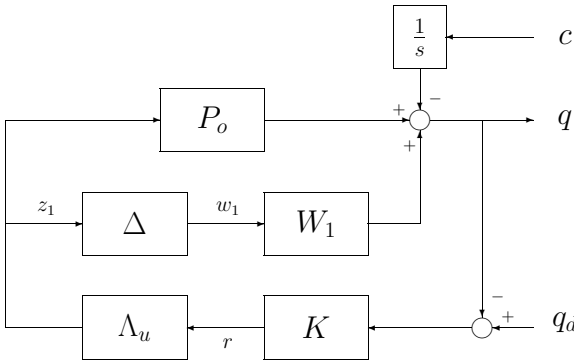 1
s
c
−
+
P_o
q
+
z_1
w_1
Δ
W_1
−
+
q_d
Λ_u
r
K